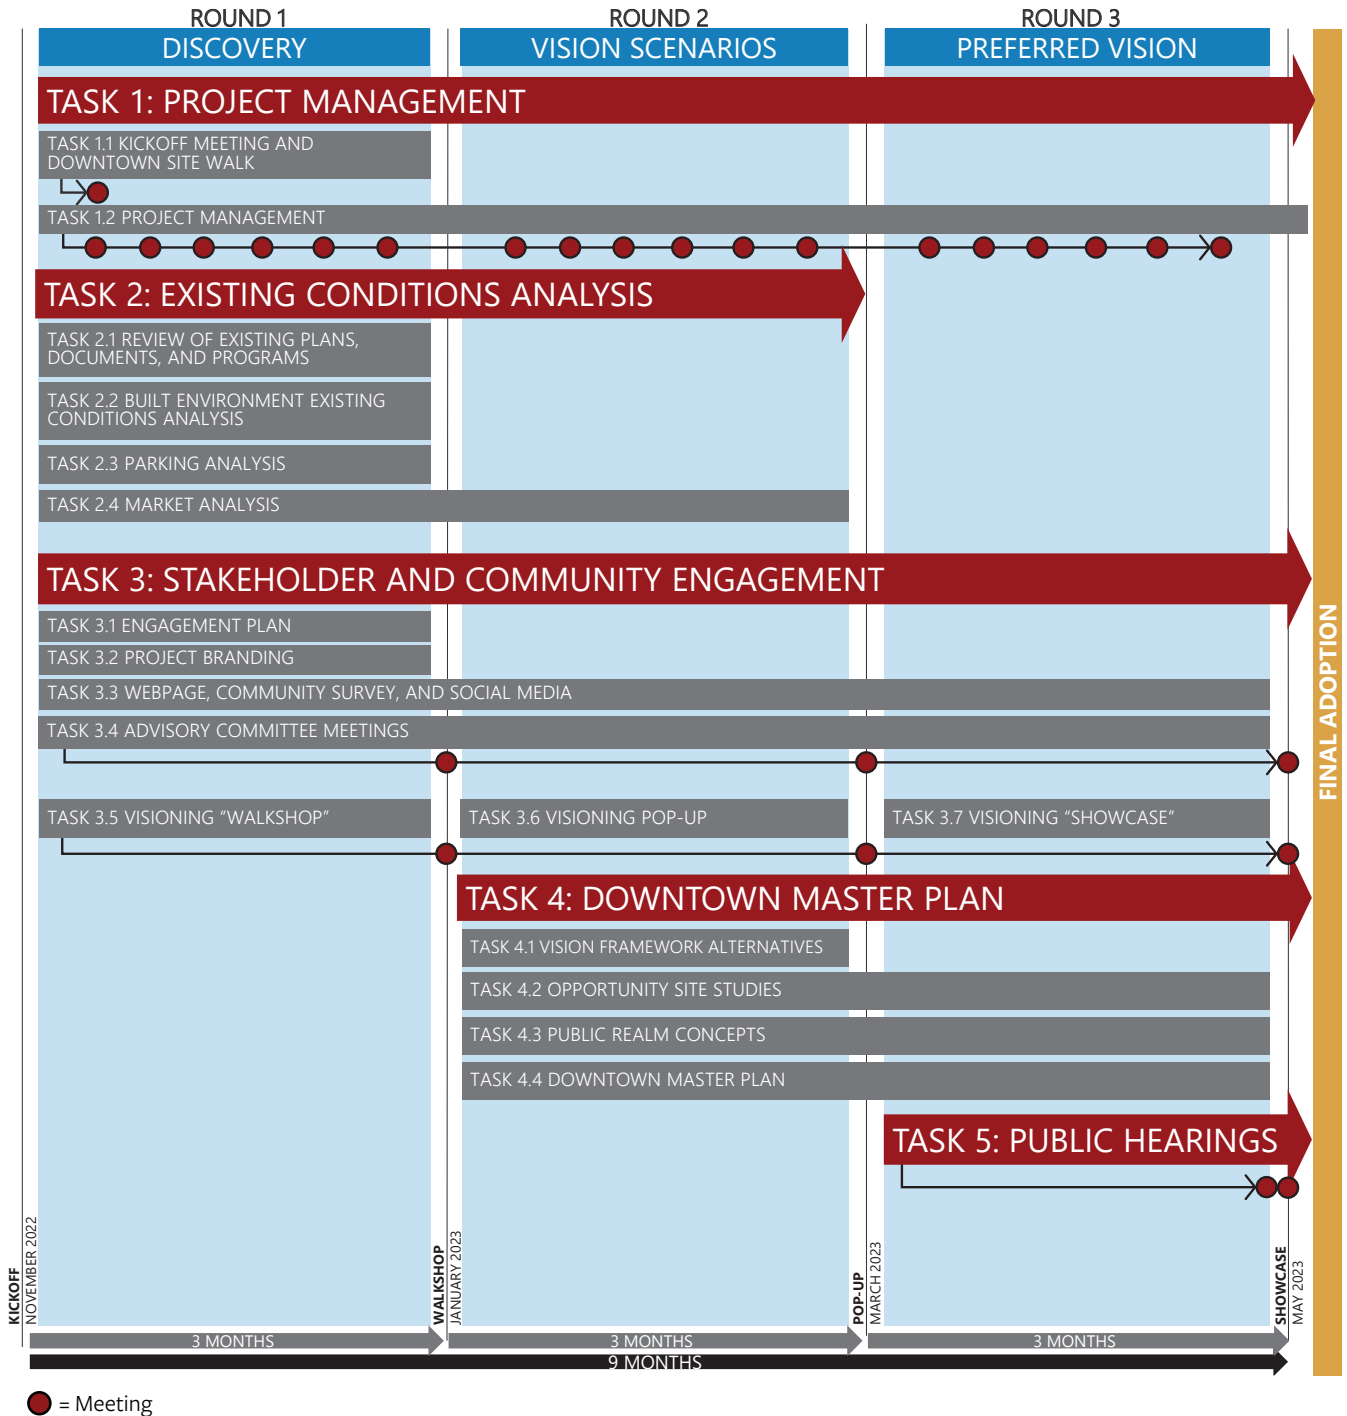 ROUND 1
ROUND 2
ROUND 3
DISCOVERY
VISION SCENARIOS
PREFERRED VISION
TASK 1: PROJECT MANAGEMENT
TASK 1.1 KICKOFF MEETING AND
DOWNTOWN SITE WALK
TASK 1.2 PROJECT MANAGEMENT
TASK 2: EXISTING CONDITIONS ANALYSIS
TASK 2.1 REVIEW OF EXISTING PLANS,
DOCUMENTS, AND PROGRAMS
TASK 2.2 BUILT ENVIRONMENT EXISTING
CONDITIONS ANALYSIS
TASK 2.3 PARKING ANALYSIS
TASK 2.4 MARKET ANALYSIS
TASK 3: STAKEHOLDER AND COMMUNITY ENGAGEMENT
TASK 3.1 ENGAGEMENT PLAN
TASK 3.2 PROJECT BRANDING
TASK 3.3 WEBPAGE, COMMUNITY SURVEY, AND SOCIAL MEDIA
TASK 3.4 ADVISORY COMMITTEE MEETINGS
TASK 3.5 VISIONING “WALKSHOP”
TASK 3.6 VISIONING POP-UP
TASK 3.7 VISIONING “SHOWCASE”
TASK 4: DOWNTOWN MASTER PLAN
TASK 4.1 VISION FRAMEWORK ALTERNATIVES
TASK 4.2 OPPORTUNITY SITE STUDIES
TASK 4.3 PUBLIC REALM CONCEPTS
TASK 4.4 DOWNTOWN MASTER PLAN
TASK 5: PUBLIC HEARINGS
FINAL ADOPTION
KICKOFF
NOVEMBER 2022
WALKSHOP
JANUARY 2023
POP-UP
MARCH 2023
SHOWCASE
MAY 2023
3 MONTHS
3 MONTHS
3 MONTHS
9 MONTHS
= Meeting